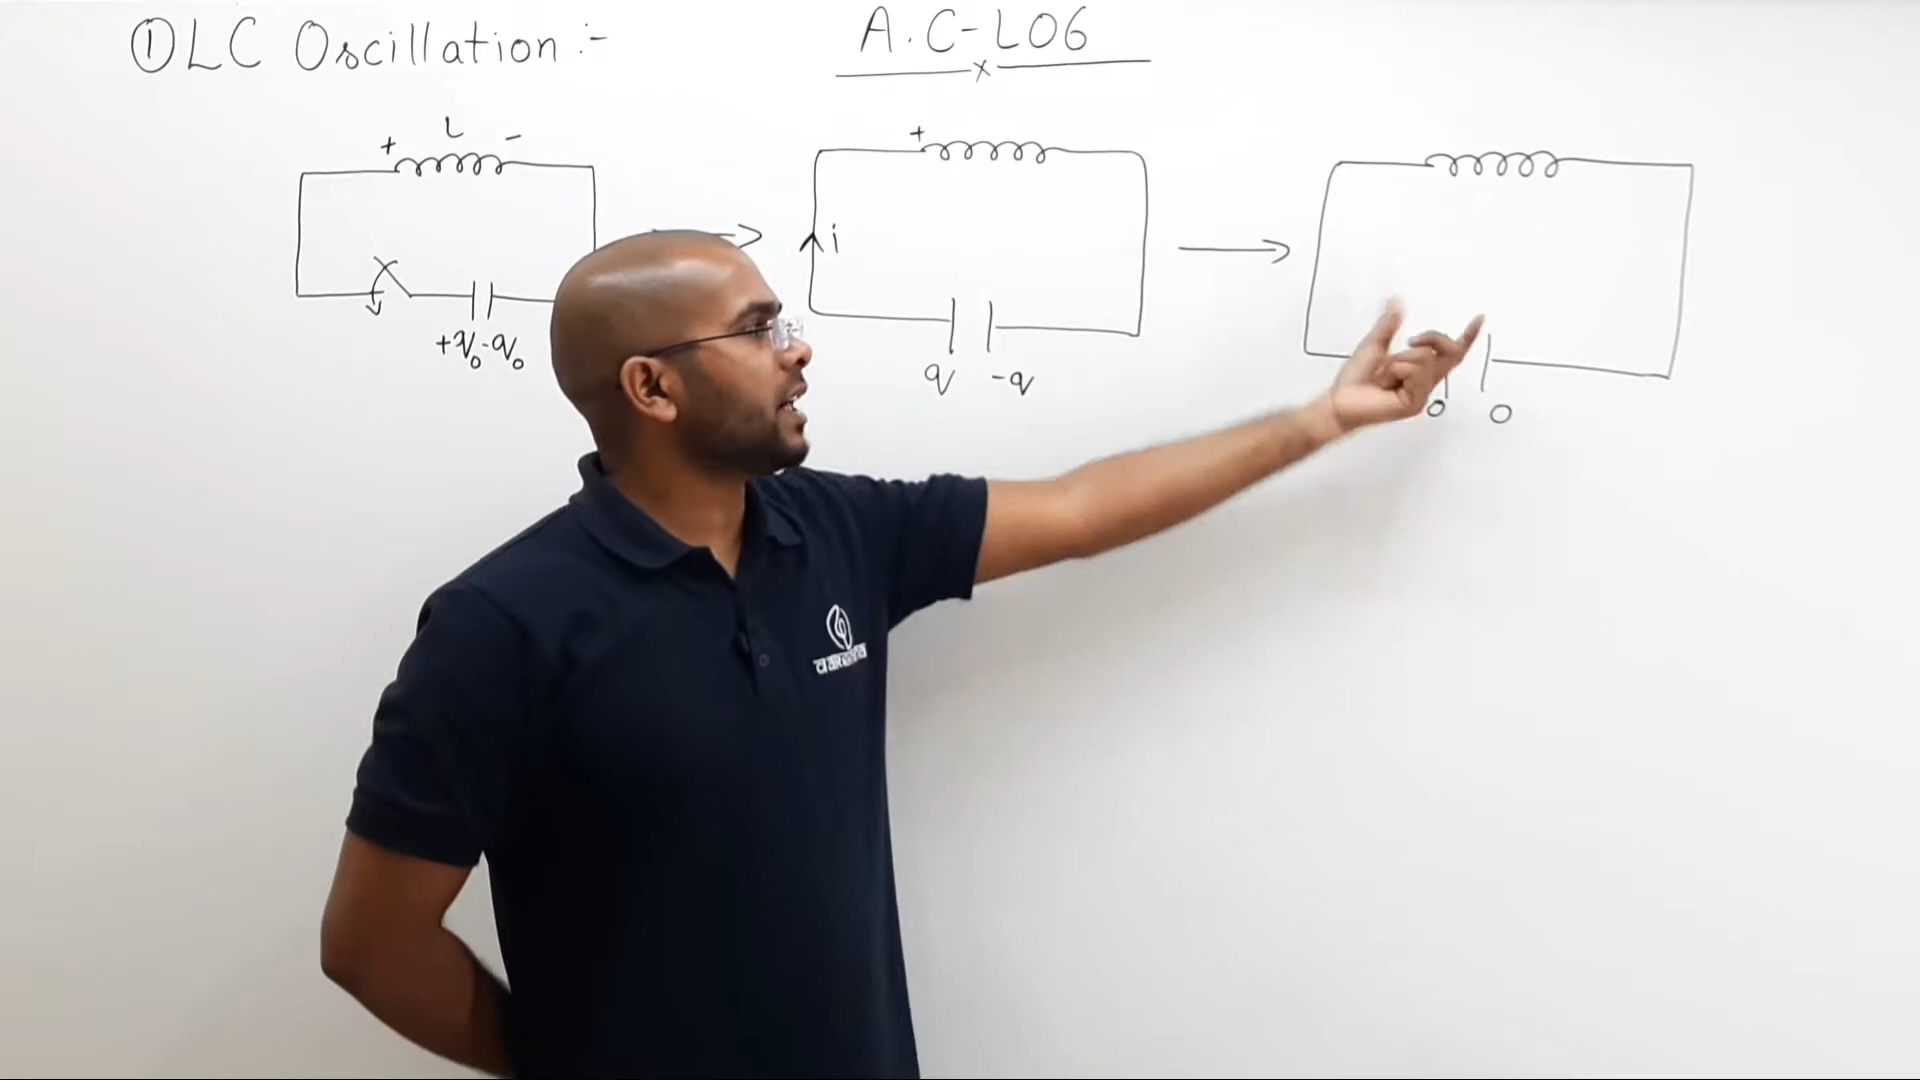 ① LC Oscillation :-
A.C-L06
+ L -
+q₀ -q₀
+
i
q -q
0 0